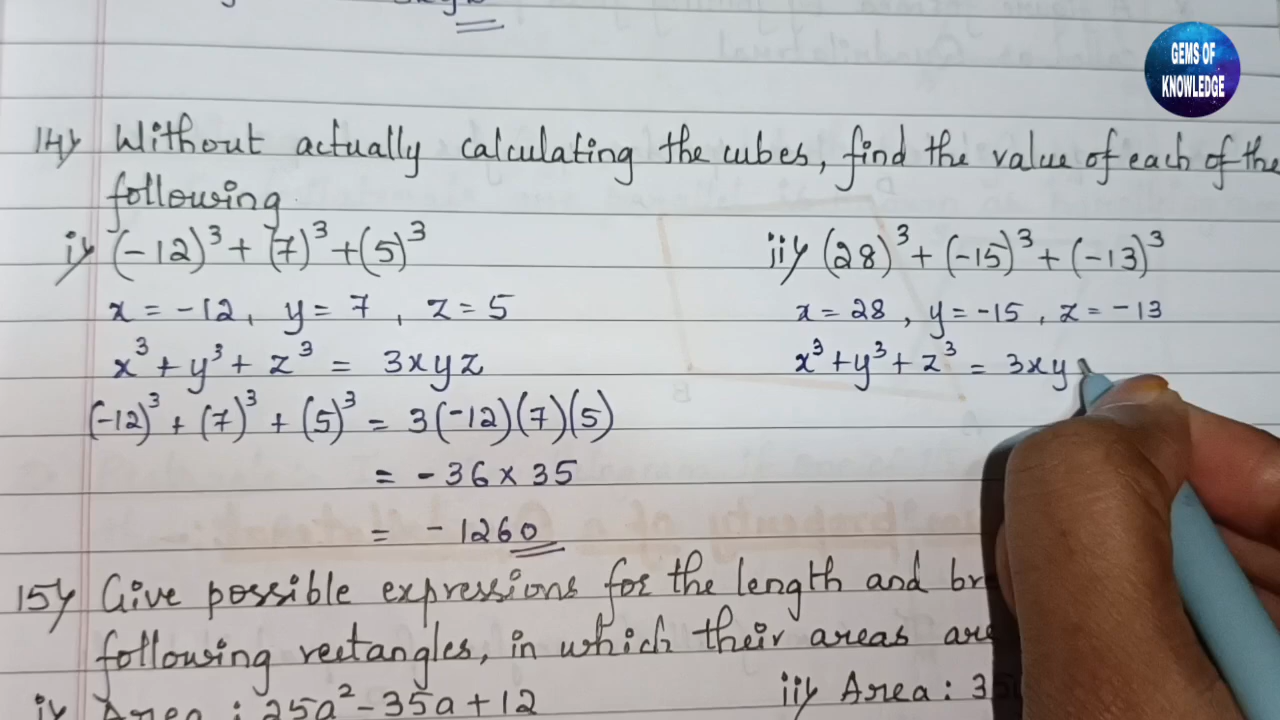 GEMS OF
KNOWLEDGE
14) Without actually calculating the cubes, find the value of each of the
following
i) (-12)³ + (7)³ + (5)³
x = -12, y = 7, z = 5
x³ + y³ + z³ = 3xyz
(-12)³ + (7)³ + (5)³ = 3(-12)(7)(5)
= -36 × 35
= -1260
ii) (28)³ + (-15)³ + (-13)³
x = 28, y = -15, z = -13
x³ + y³ + z³ = 3xy
15) Give possible expressions for the length and br
following rectangles, in which their areas are
i) Area : 25a² - 35a + 12
ii) Area : 3